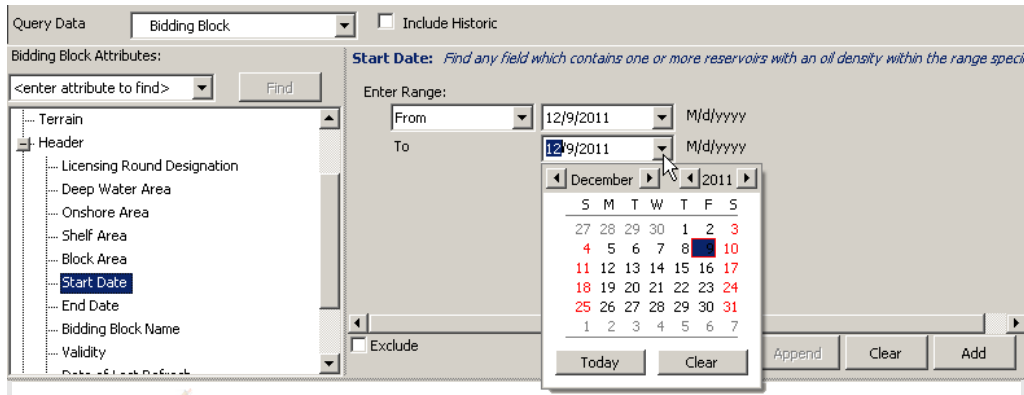 Query Data Bidding Block Include Historic
Bidding Block Attributes:
<enter attribute to find> Find
Terrain
Header
Licensing Round Designation
Deep Water Area
Onshore Area
Shelf Area
Block Area
Start Date
End Date
Bidding Block Name
Validity
Start Date: Find any field which contains one or more reservoirs with an oil density within the range speci
Enter Range:
From 12/9/2011 M/d/yyyy
To 12/9/2011 M/d/yyyy
December 2011
S M T W T F S
27 28 29 30 1 2 3
4 5 6 7 8 9 10
11 12 13 14 15 16 17
18 19 20 21 22 23 24
25 26 27 28 29 30 31
1 2 3 4 5 6 7
Today Clear
Exclude
Append Clear Add